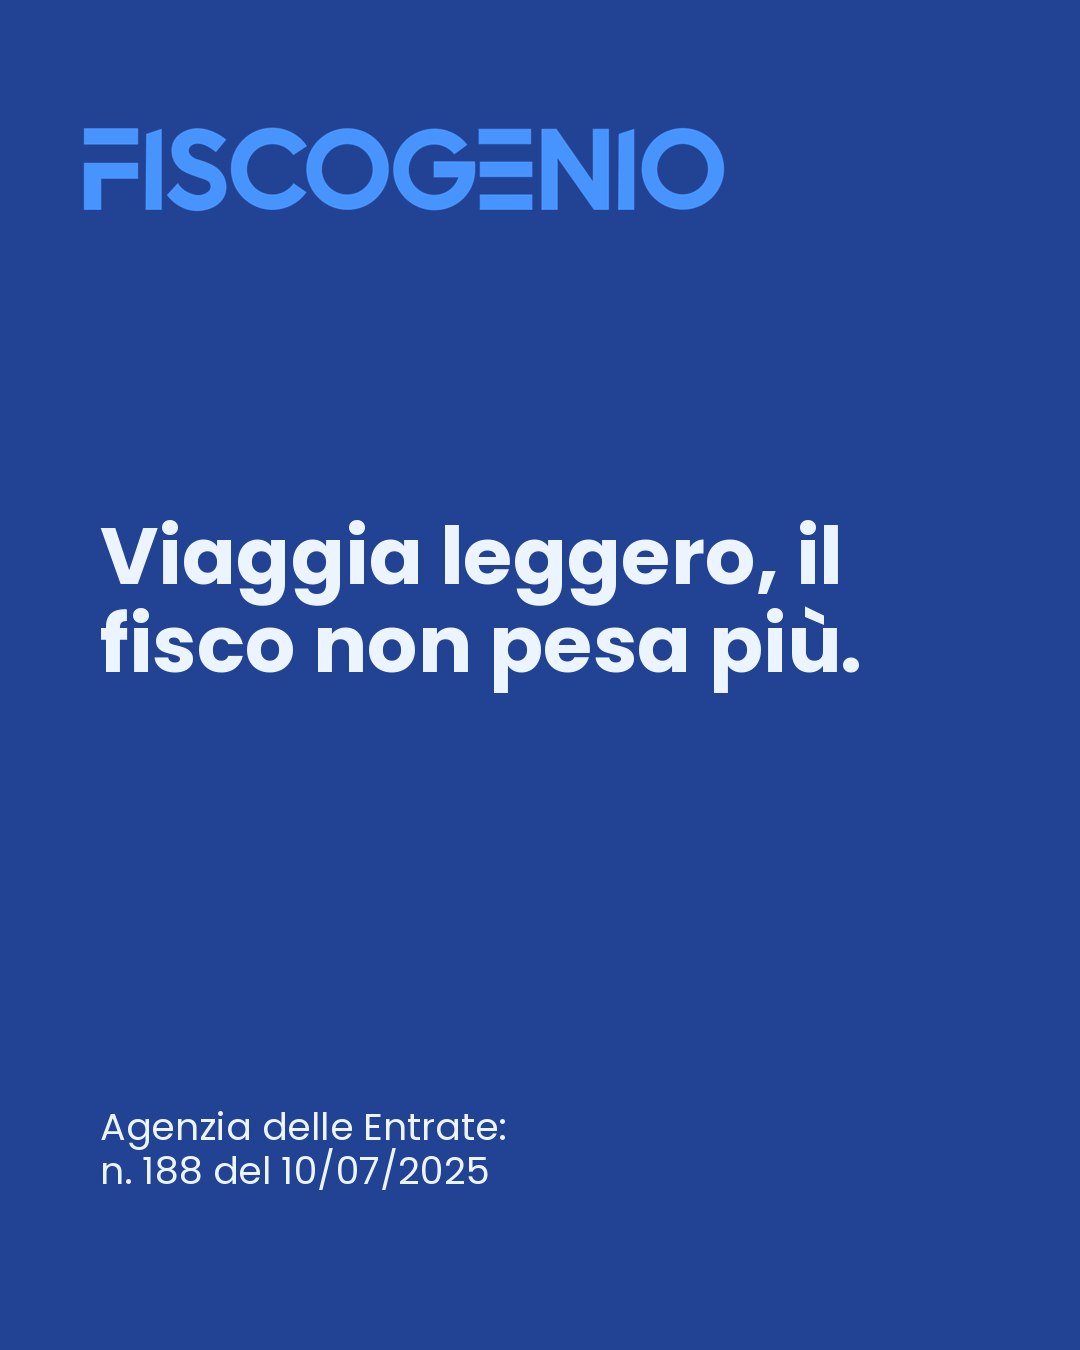 FISCOGENIO
Viaggia leggero, il
fisco non pesa più.
Agenzia delle Entrate:
n. 188 del 10/07/2025